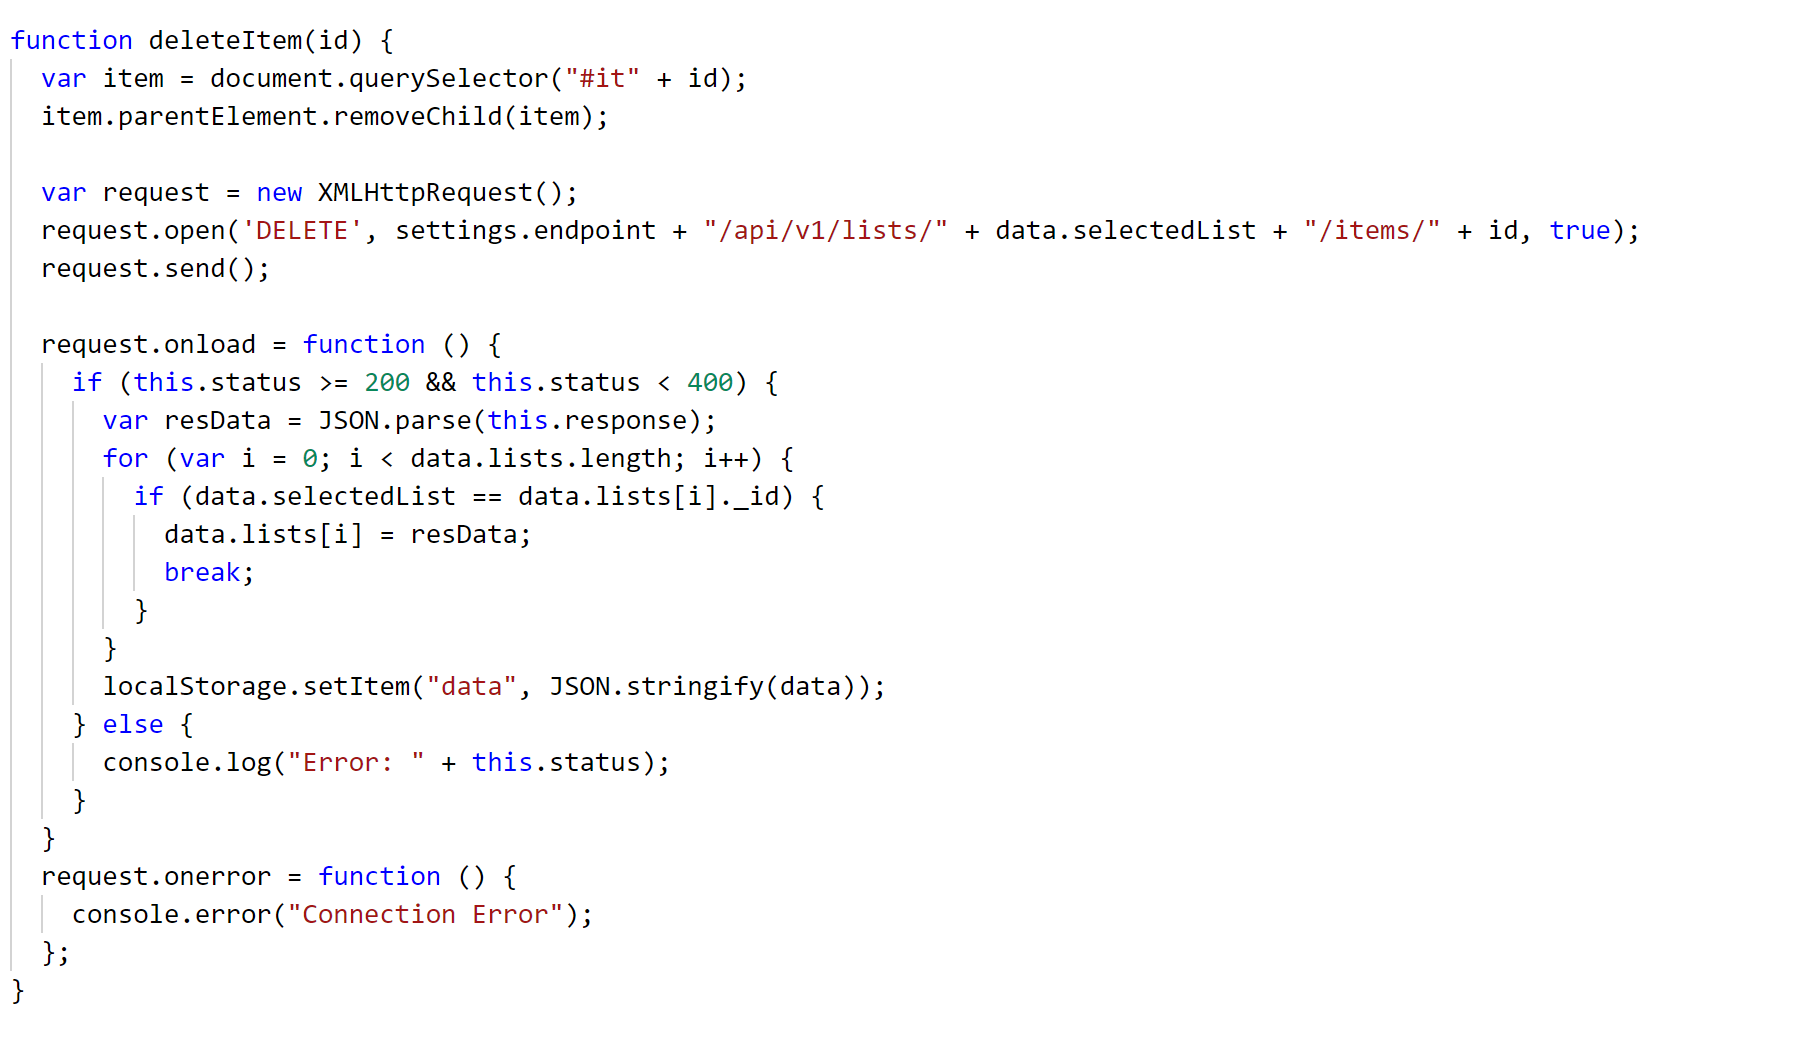 function deleteItem(id) {
  var item = document.querySelector("#it" + id);
  item.parentElement.removeChild(item);

  var request = new XMLHttpRequest();
  request.open('DELETE', settings.endpoint + "/api/v1/lists/" + data.selectedList + "/items/" + id, true);
  request.send();

  request.onload = function () {
    if (this.status >= 200 && this.status < 400) {
      var resData = JSON.parse(this.response);
      for (var i = 0; i < data.lists.length; i++) {
        if (data.selectedList == data.lists[i]._id) {
          data.lists[i] = resData;
          break;
        }
      }
      localStorage.setItem("data", JSON.stringify(data));
    } else {
      console.log("Error: " + this.status);
    }
  }
  request.onerror = function () {
    console.error("Connection Error");
  };
}